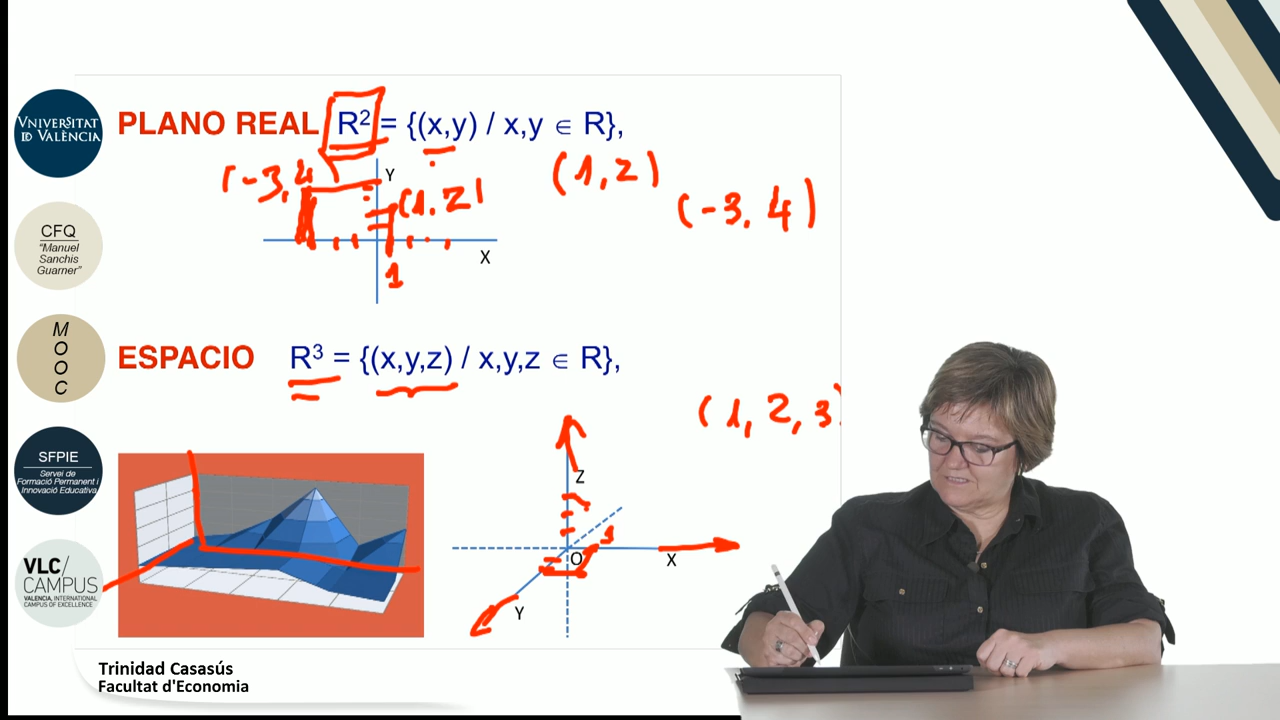 UNIVERSITAT
DE VALÈNCIA
CFQ
"Manuel
Sanchis
Guarner"
M
O
O
C
SFPIE
Servei de
Formació Permanent i
Innovació Educativa
VLC/
CAMPUS
VALENCIA, INTERNATIONAL
CAMPUS OF EXCELLENCE
PLANO REAL R² = {(x,y) / x,y ∈ R},
(1,2)
(-3,4)
(-3,4
Y
(1,2)
X
1
ESPACIO R³ = {(x,y,z) / x,y,z ∈ R},
(1,2,3)
Z
1
O
X
Y
Trinidad Casasús
Facultat d'Economia